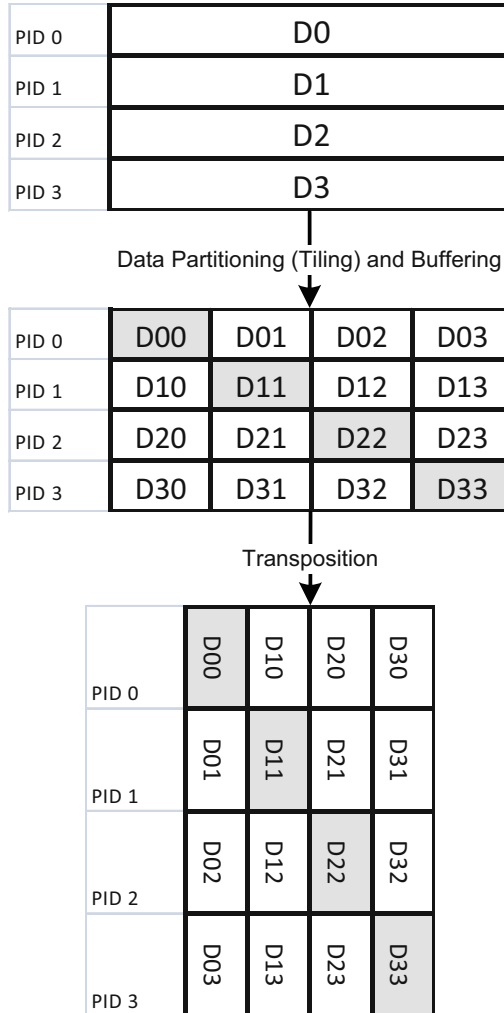 PID 0 D0
PID 1 D1
PID 2 D2
PID 3 D3
Data Partitioning (Tiling) and Buffering
PID 0 D00 D01 D02 D03
PID 1 D10 D11 D12 D13
PID 2 D20 D21 D22 D23
PID 3 D30 D31 D32 D33
Transposition
PID 0 D00 D10 D20 D30
PID 1 D01 D11 D21 D31
PID 2 D02 D12 D22 D32
PID 3 D03 D13 D23 D33